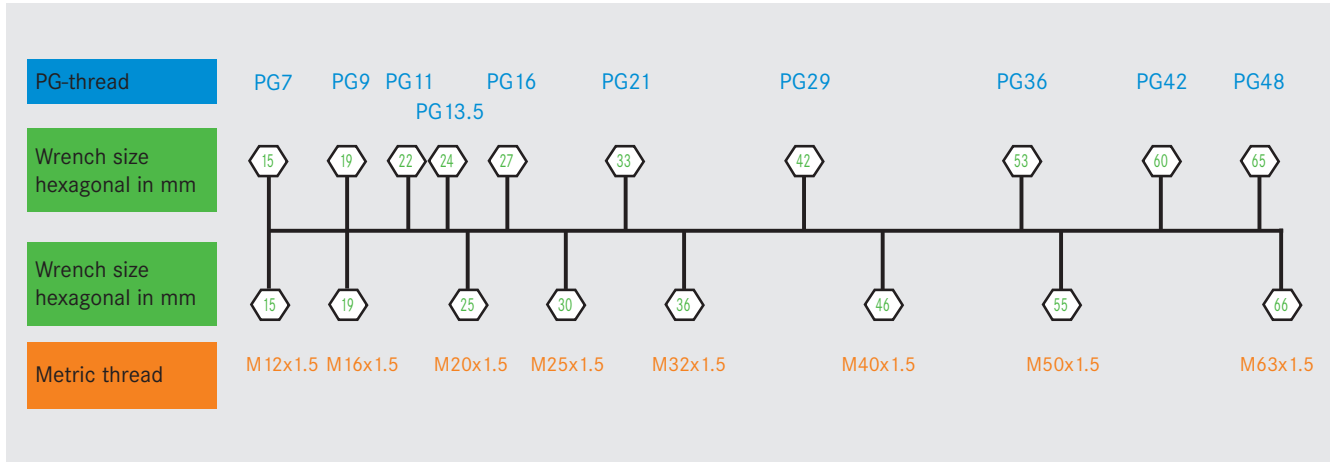 PG-thread
PG7 PG9 PG11 PG16 PG21 PG29 PG36 PG42 PG48
PG13.5
Wrench size
hexagonal in mm
15 19 22 24 27 33 42 53 60 65
Wrench size
hexagonal in mm
15 19 25 30 36 46 55 66
Metric thread
M12x1.5 M16x1.5 M20x1.5 M25x1.5 M32x1.5 M40x1.5 M50x1.5 M63x1.5